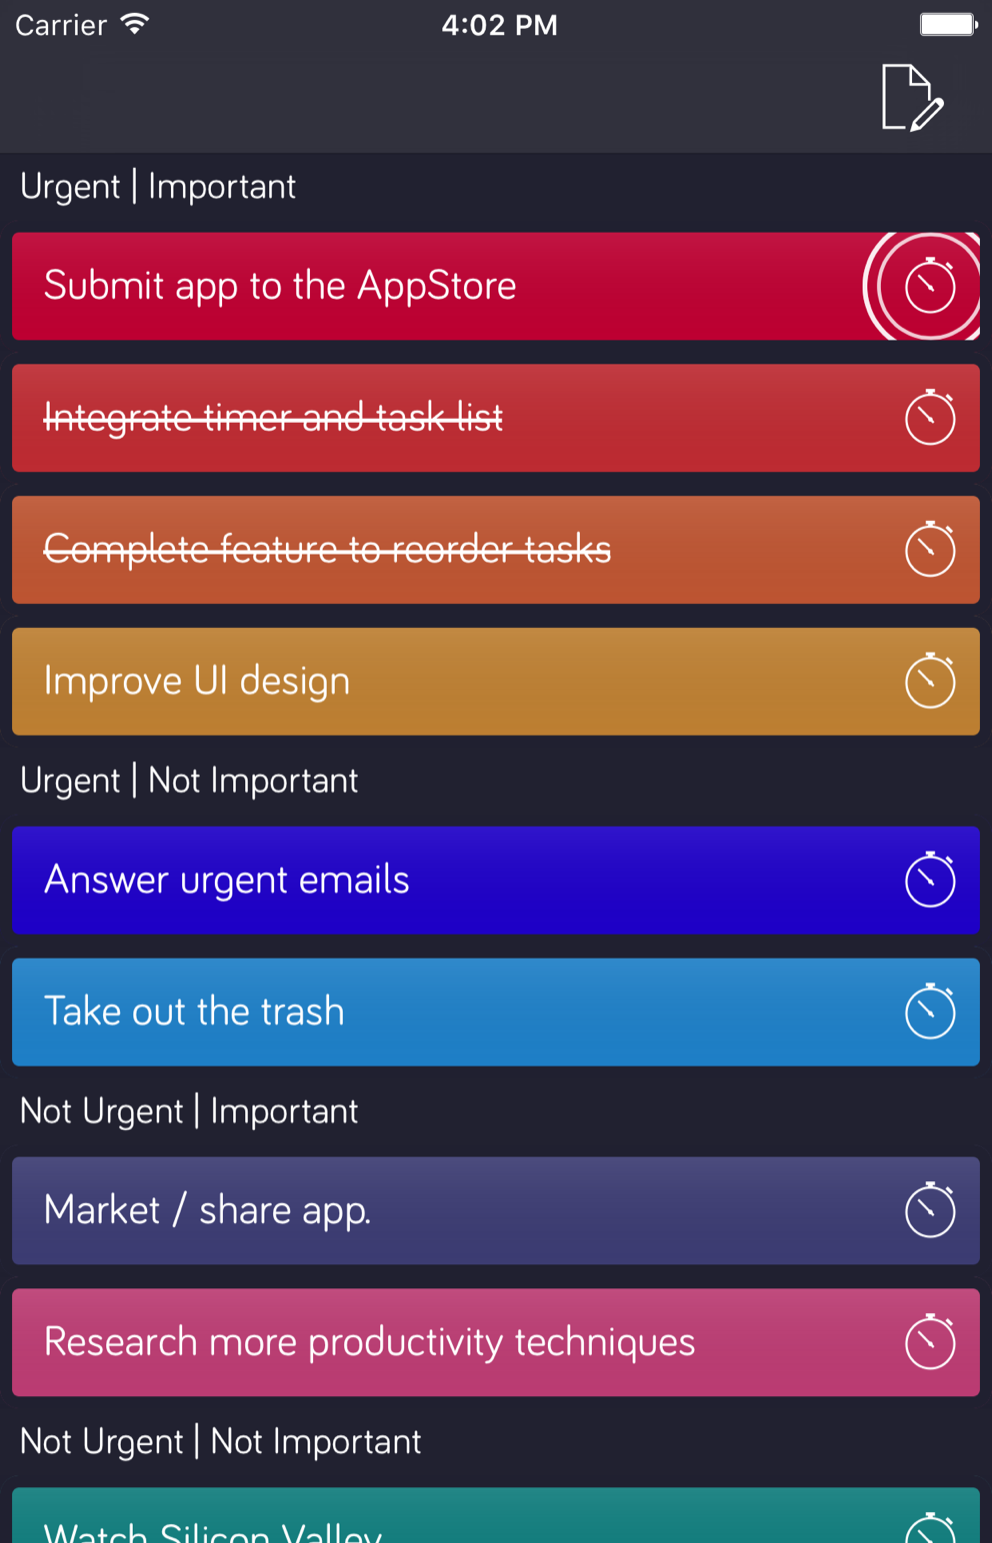 Carrier
4:02 PM
Urgent | Important
Submit app to the AppStore
Integrate timer and task list
Complete feature to reorder tasks
Improve UI design
Urgent | Not Important
Answer urgent emails
Take out the trash
Not Urgent | Important
Market / share app.
Research more productivity techniques
Not Urgent | Not Important
Watch Silicon Valley